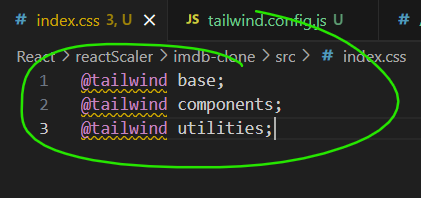 # index.css 3, U × JS tailwind.config.js U #
React > reactScaler > imdb-clone > src > # index.css
1 @tailwind base;
2 @tailwind components;
3 @tailwind utilities;